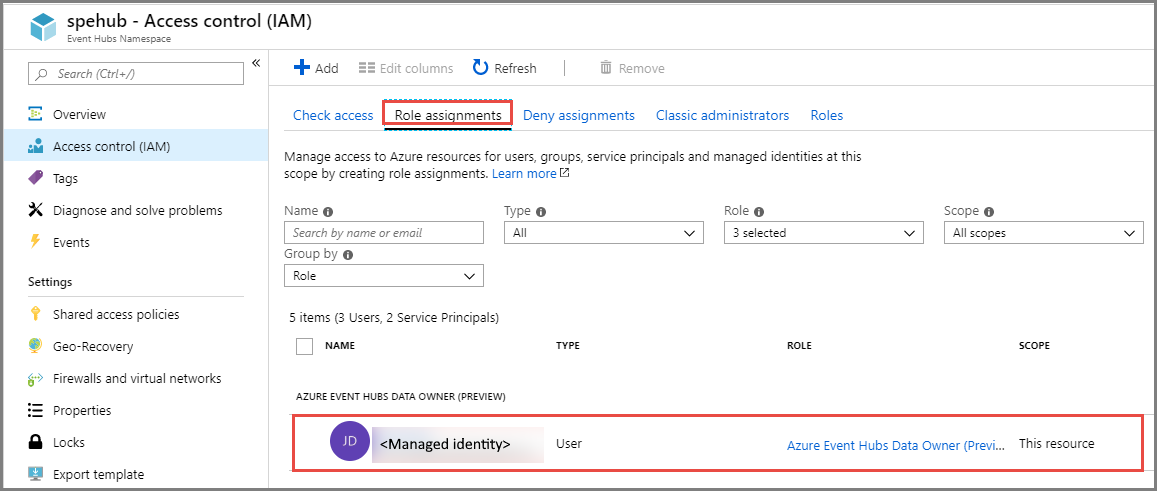 spehub - Access control (IAM)
Event Hubs Namespace
Search (Ctrl+/)
«
Overview
Access control (IAM)
Tags
Diagnose and solve problems
Events
Settings
Shared access policies
Geo-Recovery
Firewalls and virtual networks
Properties
Locks
Export template
Add
Edit columns
Refresh
Remove
Check access
Role assignments
Deny assignments
Classic administrators
Roles
Manage access to Azure resources for users, groups, service principals and managed identities at this
scope by creating role assignments. Learn more
Name
Type
Role
Scope
Search by name or email
All
3 selected
All scopes
Group by
Role
5 items (3 Users, 2 Service Principals)
NAME
TYPE
ROLE
SCOPE
AZURE EVENT HUBS DATA OWNER (PREVIEW)
JD
<Managed identity>
User
Azure Event Hubs Data Owner (Previ...
This resource